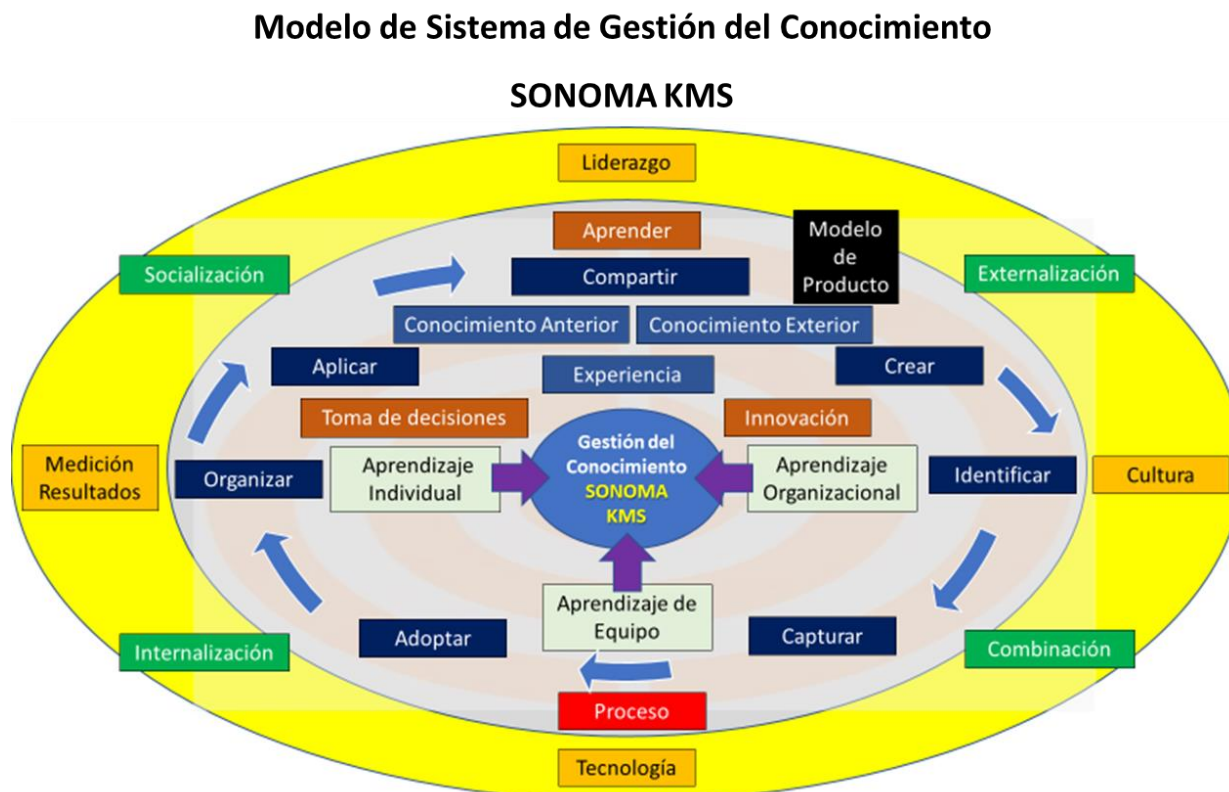 Modelo de Sistema de Gestión del Conocimiento
SONOMA KMS
Liderazgo
Aprender
Modelo
de
Producto
Socialización
Compartir
Externalización
Conocimiento Anterior
Conocimiento Exterior
Aplicar
Experiencia
Crear
Toma de decisiones
Innovación
Gestión del
Conocimiento
SONOMA
KMS
Medición
Resultados
Organizar
Aprendizaje
Individual
Aprendizaje
Organizacional
Identificar
Cultura
Aprendizaje de
Equipo
Adoptar
Capturar
Internalización
Combinación
Proceso
Tecnología